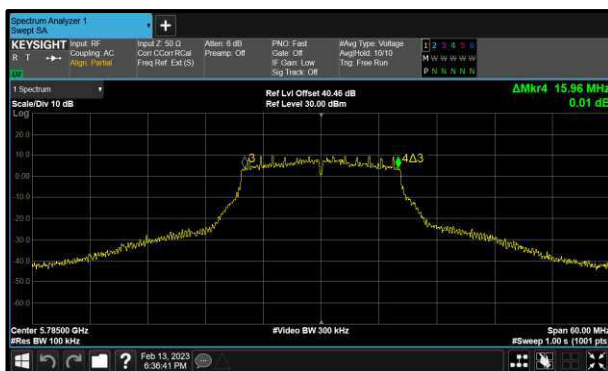 Spectrum Analyzer 1
Swept SA
+
KEYSIGHT
R T
Input: RF
Coupling: AC
Align: Partial
Input Z: 50 Ω
Corr CCorr RCal
Freq Ref: Ext (S)
Atten: 6 dB
Preamp: Off
PNO: Fast
Gate: Off
IF Gain: Low
Sig Track: Off
#Avg Type: Voltage
Avg|Hold: 10/10
Trig: Free Run
1 2 3 4 5 6
M W W W W W
P N N N N N
1 Spectrum
Scale/Div 10 dB
Log
Ref Lvl Offset 40.46 dB
Ref Level 30.00 dBm
ΔMkr4 15.96 MHz
0.01 dB
20.0
10.0
0.00
-10.0
-20.0
-30.0
-40.0
-50.0
-60.0
3
4Δ3
Center 5.78500 GHz
#Res BW 100 kHz
#Video BW 300 kHz
Span 60.00 MHz
#Sweep 1.00 s (1001 pts)
?
Feb 13, 2023
6:36:41 PM